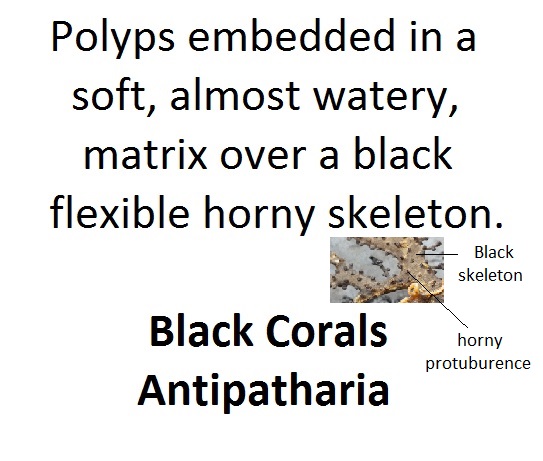 Polyps embedded in a
soft, almost watery,
matrix over a black
flexible horny skeleton.
Black
skeleton
horny
protuburence
Black Corals
Antipatharia